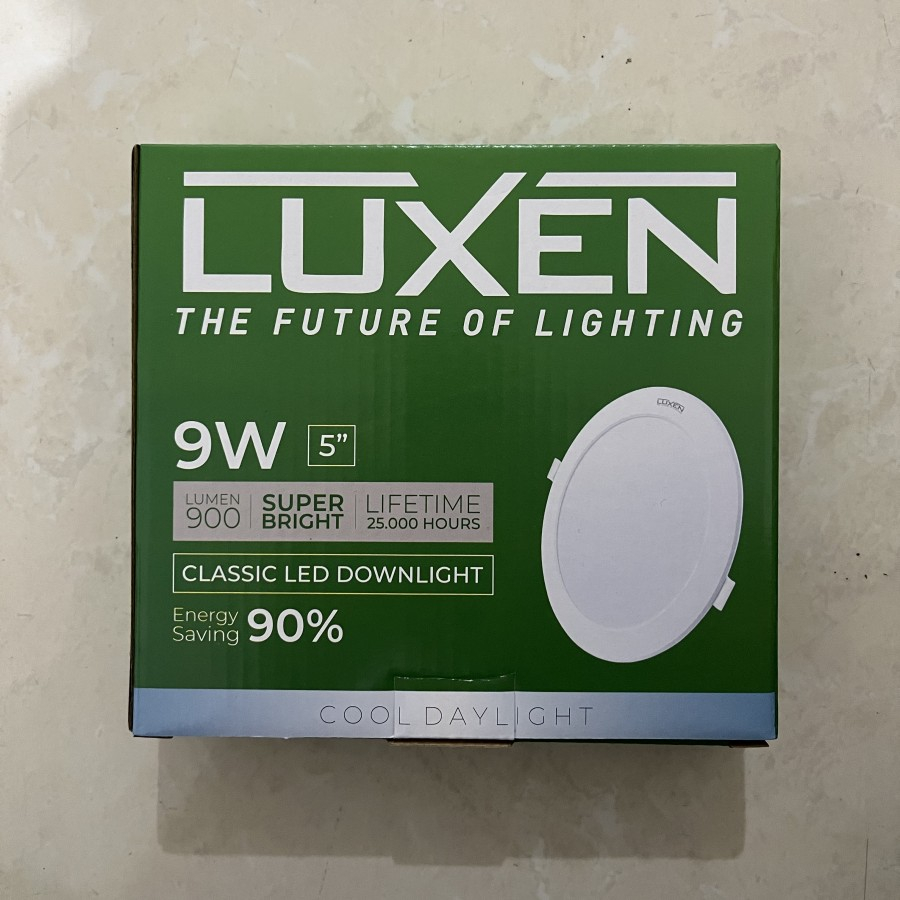 LUXEN
THE FUTURE OF LIGHTING
LUXEN
9W 5”
LUMEN 900 SUPER BRIGHT LIFETIME 25.000 HOURS
CLASSIC LED DOWNLIGHT
Energy Saving 90%
COOL DAYLIGHT